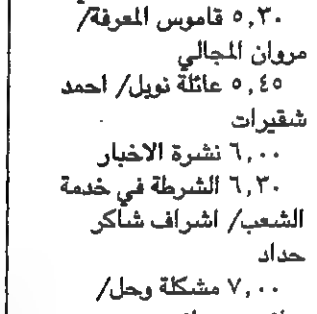 ٥,٣٠ قاموس المعرفة/
مروان المجالي
٥,٤٥ عائلة نويل/ احمد
شقيرات
٦,٠٠ نشرة الاخبار
٦,٣٠ الشرطة في خدمة
الشعب/ اشراف شاكر
حداد
٧,٠٠ مشكلة وحل/